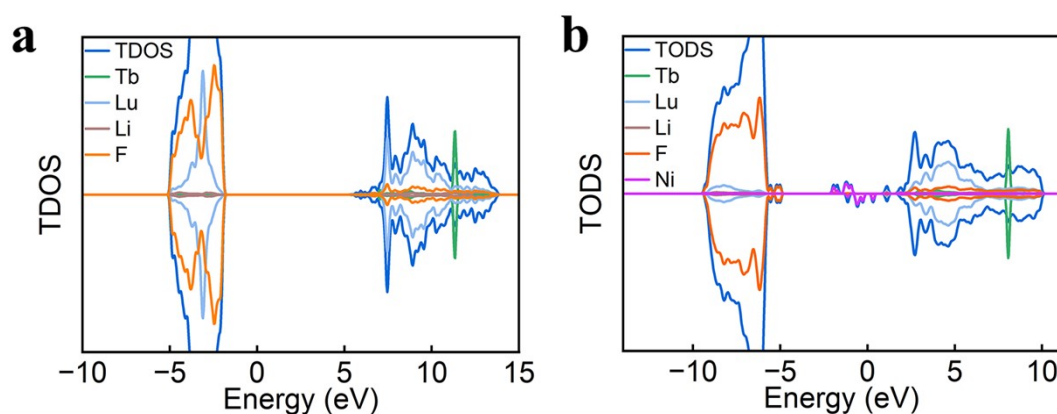 a
TDOS
TDOS
Tb
Lu
Li
F
−10 −5 0 5 10 15
Energy (eV)
b
TODS
TODS
Tb
Lu
Li
F
Ni
−10 −5 0 5 10
Energy (eV)